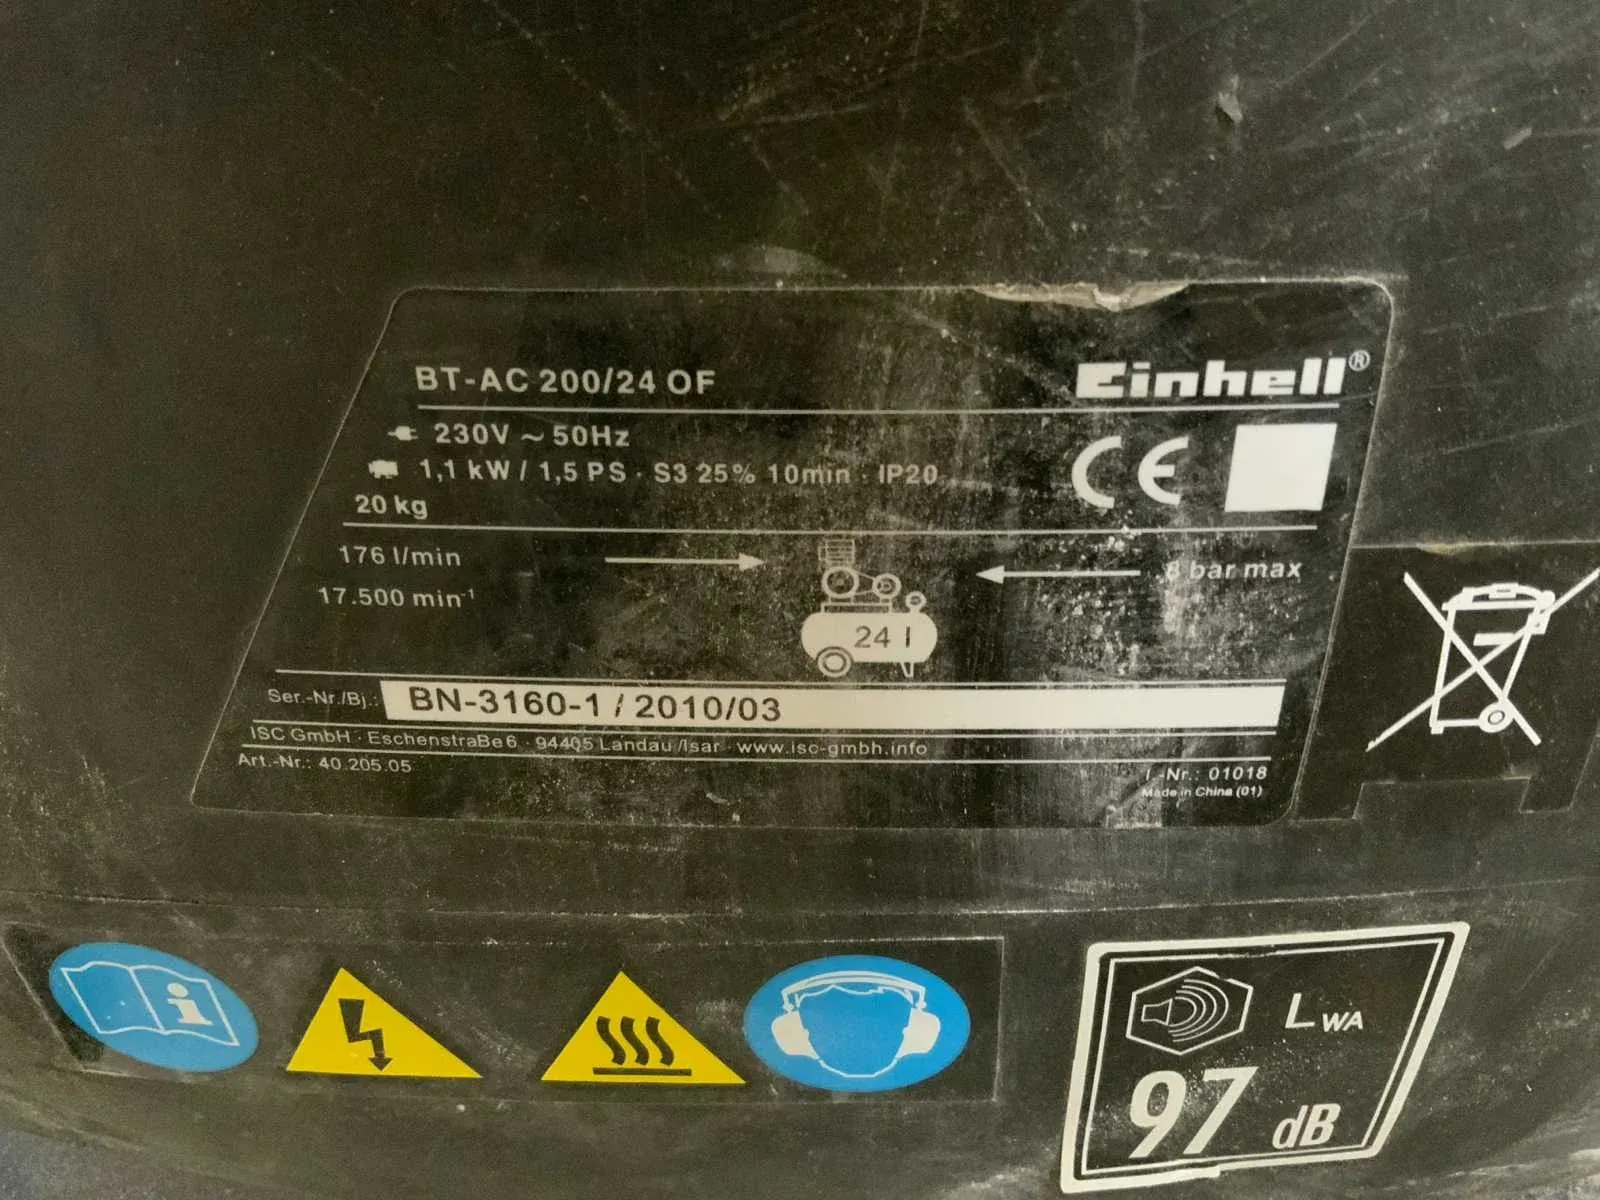 BT-AC 200/24 OF
Einhell®
230V ~ 50Hz
1,1 kW / 1,5 PS · S3 25% 10min · IP20
CE
20 kg
176 l/min
8 bar max
17.500 min-1
24 l
Ser.-Nr./Bj.: BN-3160-1 / 2010/03
ISC GmbH · Eschenstraße 6 · 94405 Landau/Isar · www.isc-gmbh.info
Art.-Nr.: 40.205.05
I.-Nr.: 01018
Made in China (01)
LWA
97 dB